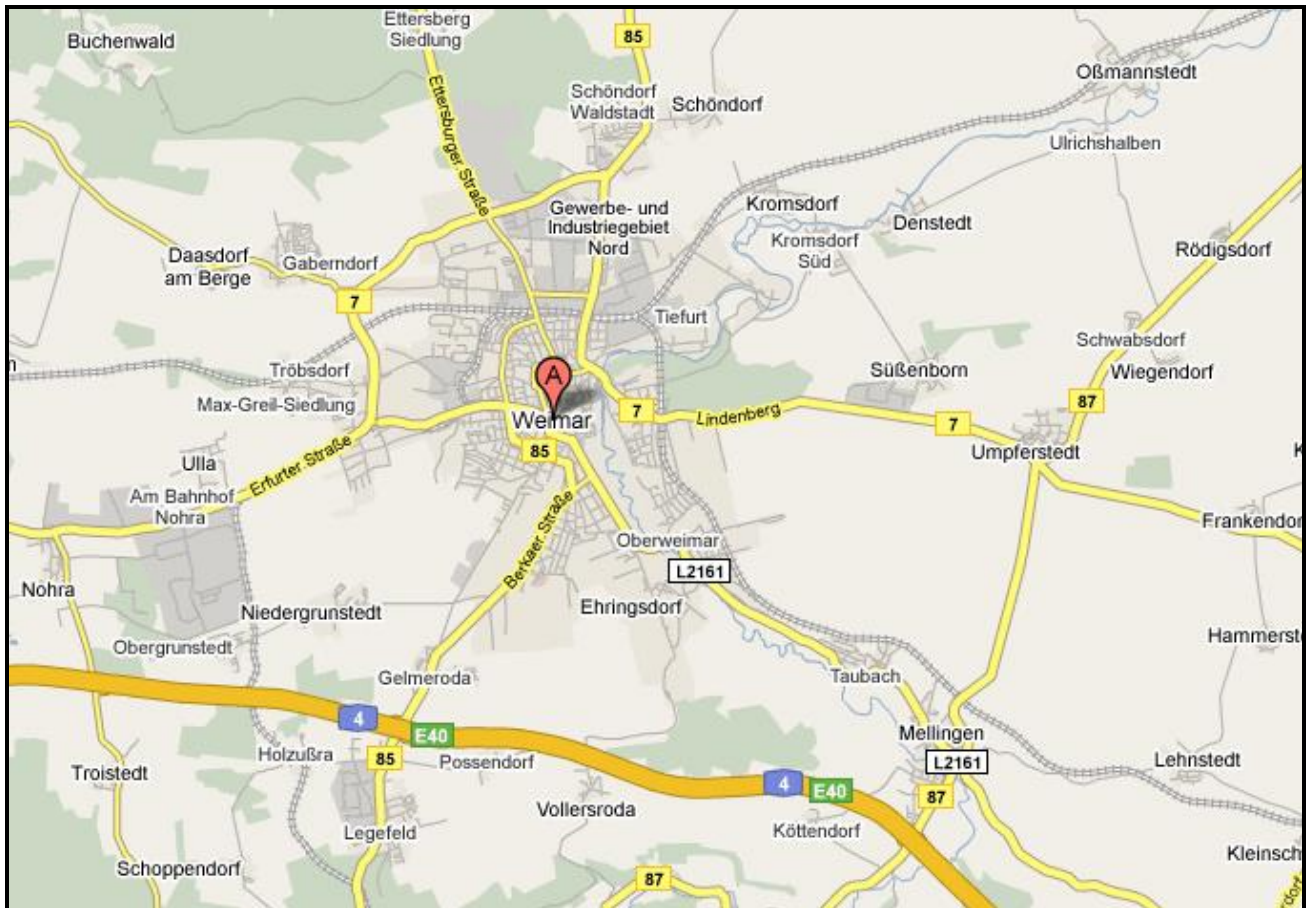 Ettersberg
Siedlung
Buchenwald
85
Oßmannstedt
Schöndorf
Waldstadt
Schöndorf
Ettersburger Straße
Ulrichshalben
Gewerbe- und
Industriegebiet
Nord
Kromsdorf
Denstedt
Kromsdorf
Süd
Rödigsdorf
Daasdorf
am Berge
Gaberndorf
7
Tiefurt
Schwabsdorf
Tröbsdorf
A
Süßenborn
Wiegendorf
Max-Greil-Siedlung
87
Weimar
7
Lindenberg
7
85
Umpferstedt
Ulla
Erfurter Straße
Am Bahnhof
Nohra
Berkaer Straße
Frankendor
Oberweimar
L2161
Nohra
Niedergrunstedt
Ehringsdorf
Obergrunstedt
Hammerst
Gelmeroda
Taubach
4
E40
Mellingen
Holzußra
85
Possendorf
L2161
Troistedt
Lehnstedt
4
E40
87
Vollersroda
Köttendorf
Legefeld
Kleinsch
Schoppendorf
87